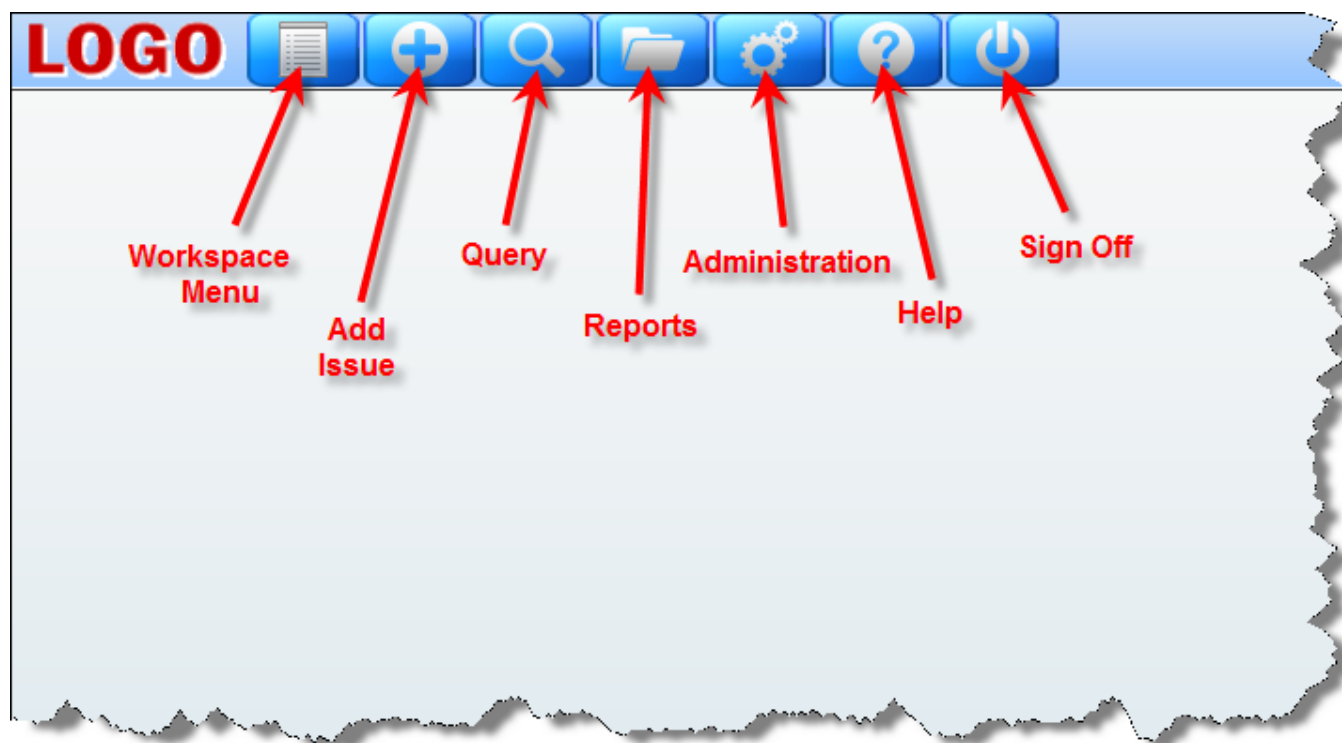 LOGO
Workspace
Menu
Add
Issue
Query
Reports
Administration
Help
Sign Off